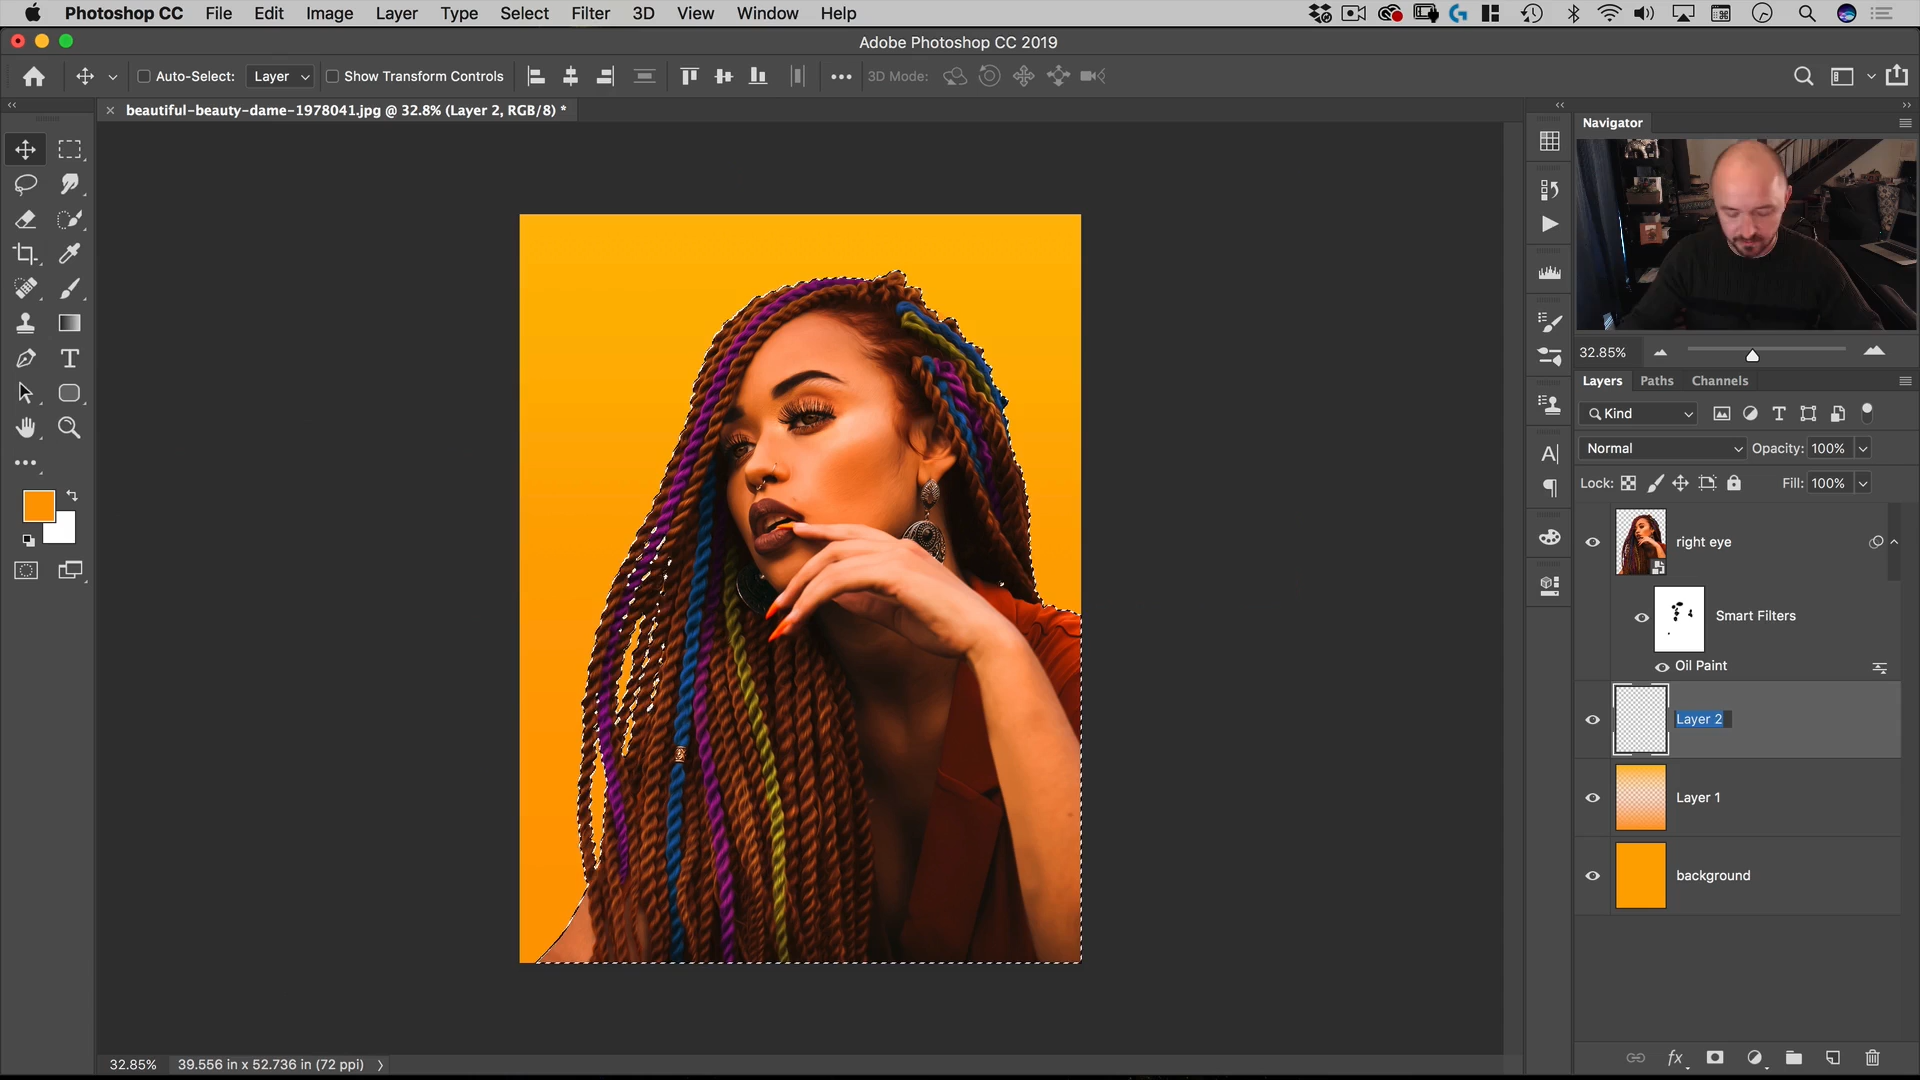 Photoshop CC File Edit Image Layer Type Select Filter 3D View Window Help
Adobe Photoshop CC 2019
Auto-Select: Layer Show Transform Controls 3D Mode:
beautiful-beauty-dame-1978041.jpg @ 32.8% (Layer 2, RGB/8) *
Navigator
32.85%
Layers Paths Channels
Kind
Normal Opacity: 100%
Lock: Fill: 100%
right eye
Smart Filters
Oil Paint
Layer 2
Layer 1
background
fx
32.85% 39.556 in x 52.736 in (72 ppi)